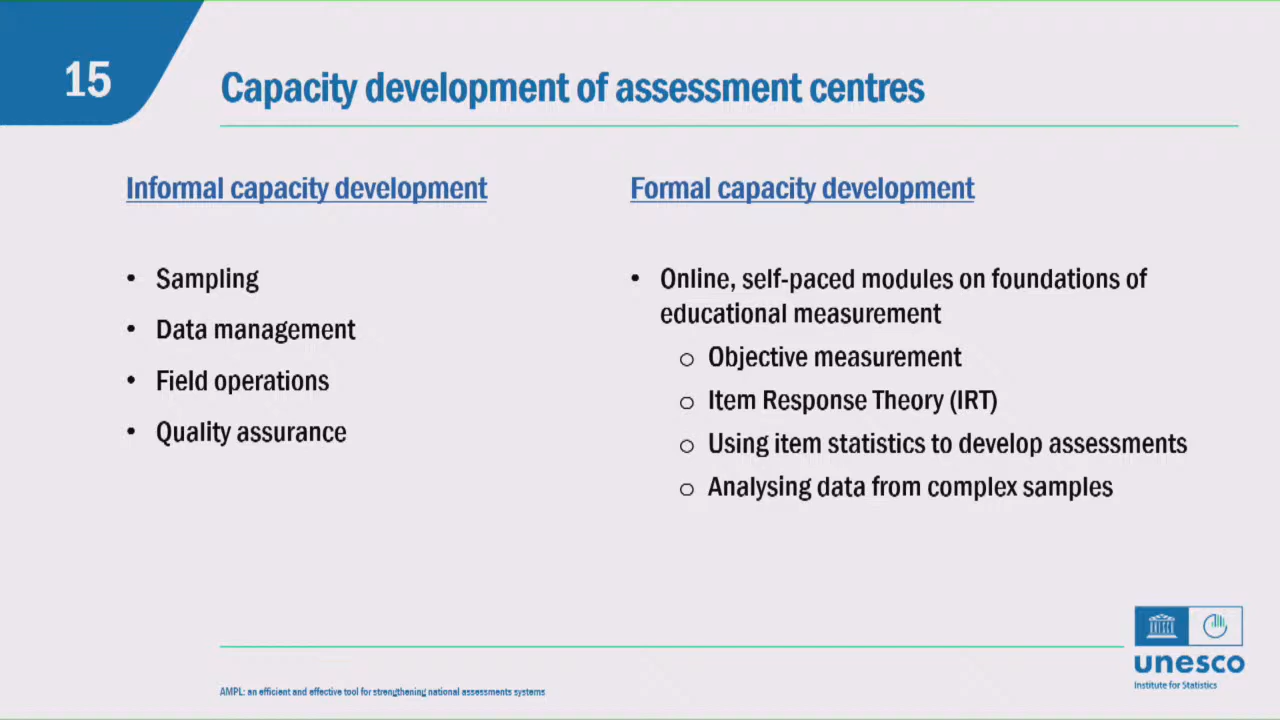 15
Capacity development of assessment centres
Informal capacity development
• Sampling
• Data management
• Field operations
• Quality assurance
Formal capacity development
• Online, self-paced modules on foundations of
educational measurement
o Objective measurement
o Item Response Theory (IRT)
o Using item statistics to develop assessments
o Analysing data from complex samples
AMPL: an efficient and effective tool for strengthening national assessments systems
unesco
Institute for Statistics